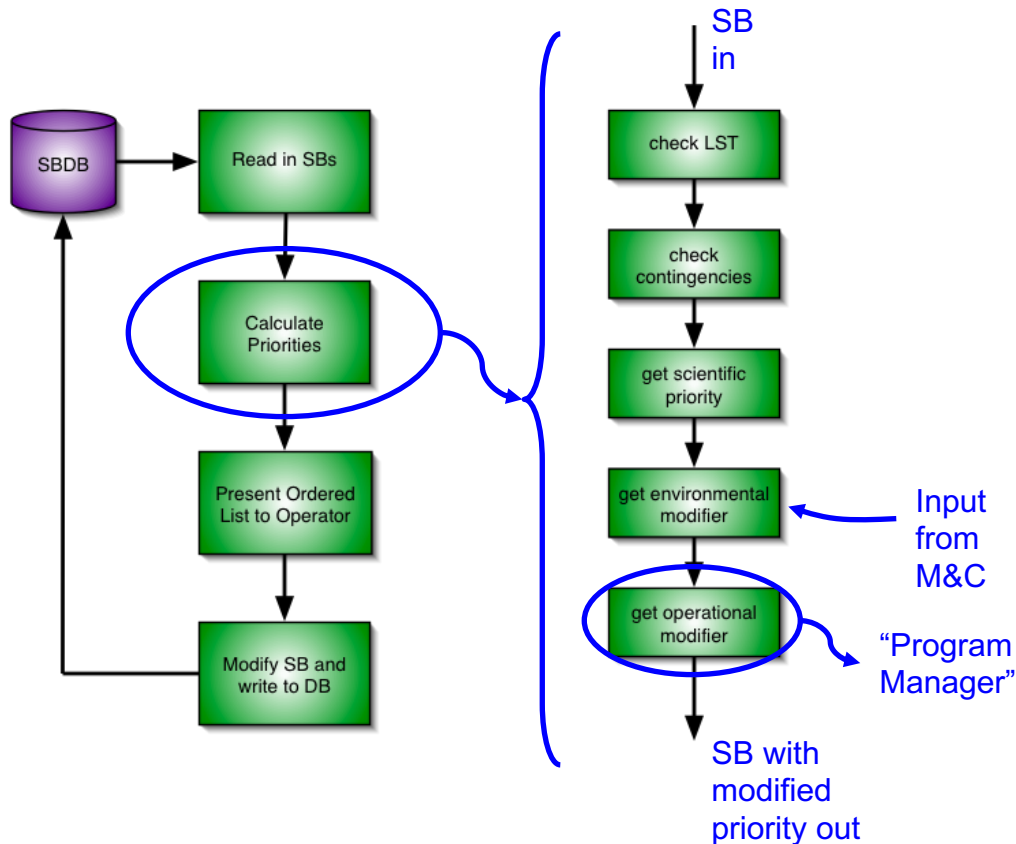 SBDB
Read in SBs
Calculate
Priorities
Present Ordered
List to Operator
Modify SB and
write to DB
SB
in
check LST
check
contingencies
get scientific
priority
get environmental
modifier
Input
from
M&C
get operational
modifier
“Program
Manager”
SB with
modified
priority out